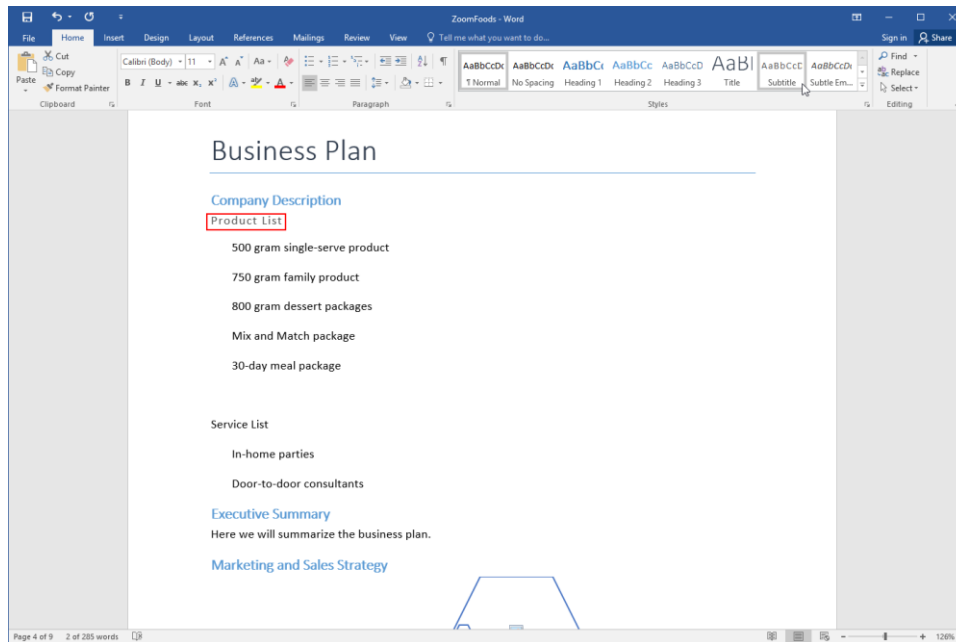 ZoomFoods - Word
File Home Insert Design Layout References Mailings Review View Tell me what you want to do... Sign in Share
Cut
Copy
Format Painter
Paste
Clipboard
Calibri (Body) 11
Font
Paragraph
AaBbCcDc AaBbCcDc AaBbC( AaBbCc AaBbCcD AaBl AaBbCcC AaBbCcDc
¶ Normal No Spacing Heading 1 Heading 2 Heading 3 Title Subtitle Subtle Em...
Styles
Find
Replace
Select
Editing
Business Plan
Company Description
Product List
500 gram single-serve product
750 gram family product
800 gram dessert packages
Mix and Match package
30-day meal package
Service List
In-home parties
Door-to-door consultants
Executive Summary
Here we will summarize the business plan.
Marketing and Sales Strategy
Page 4 of 9 2 of 285 words 126%